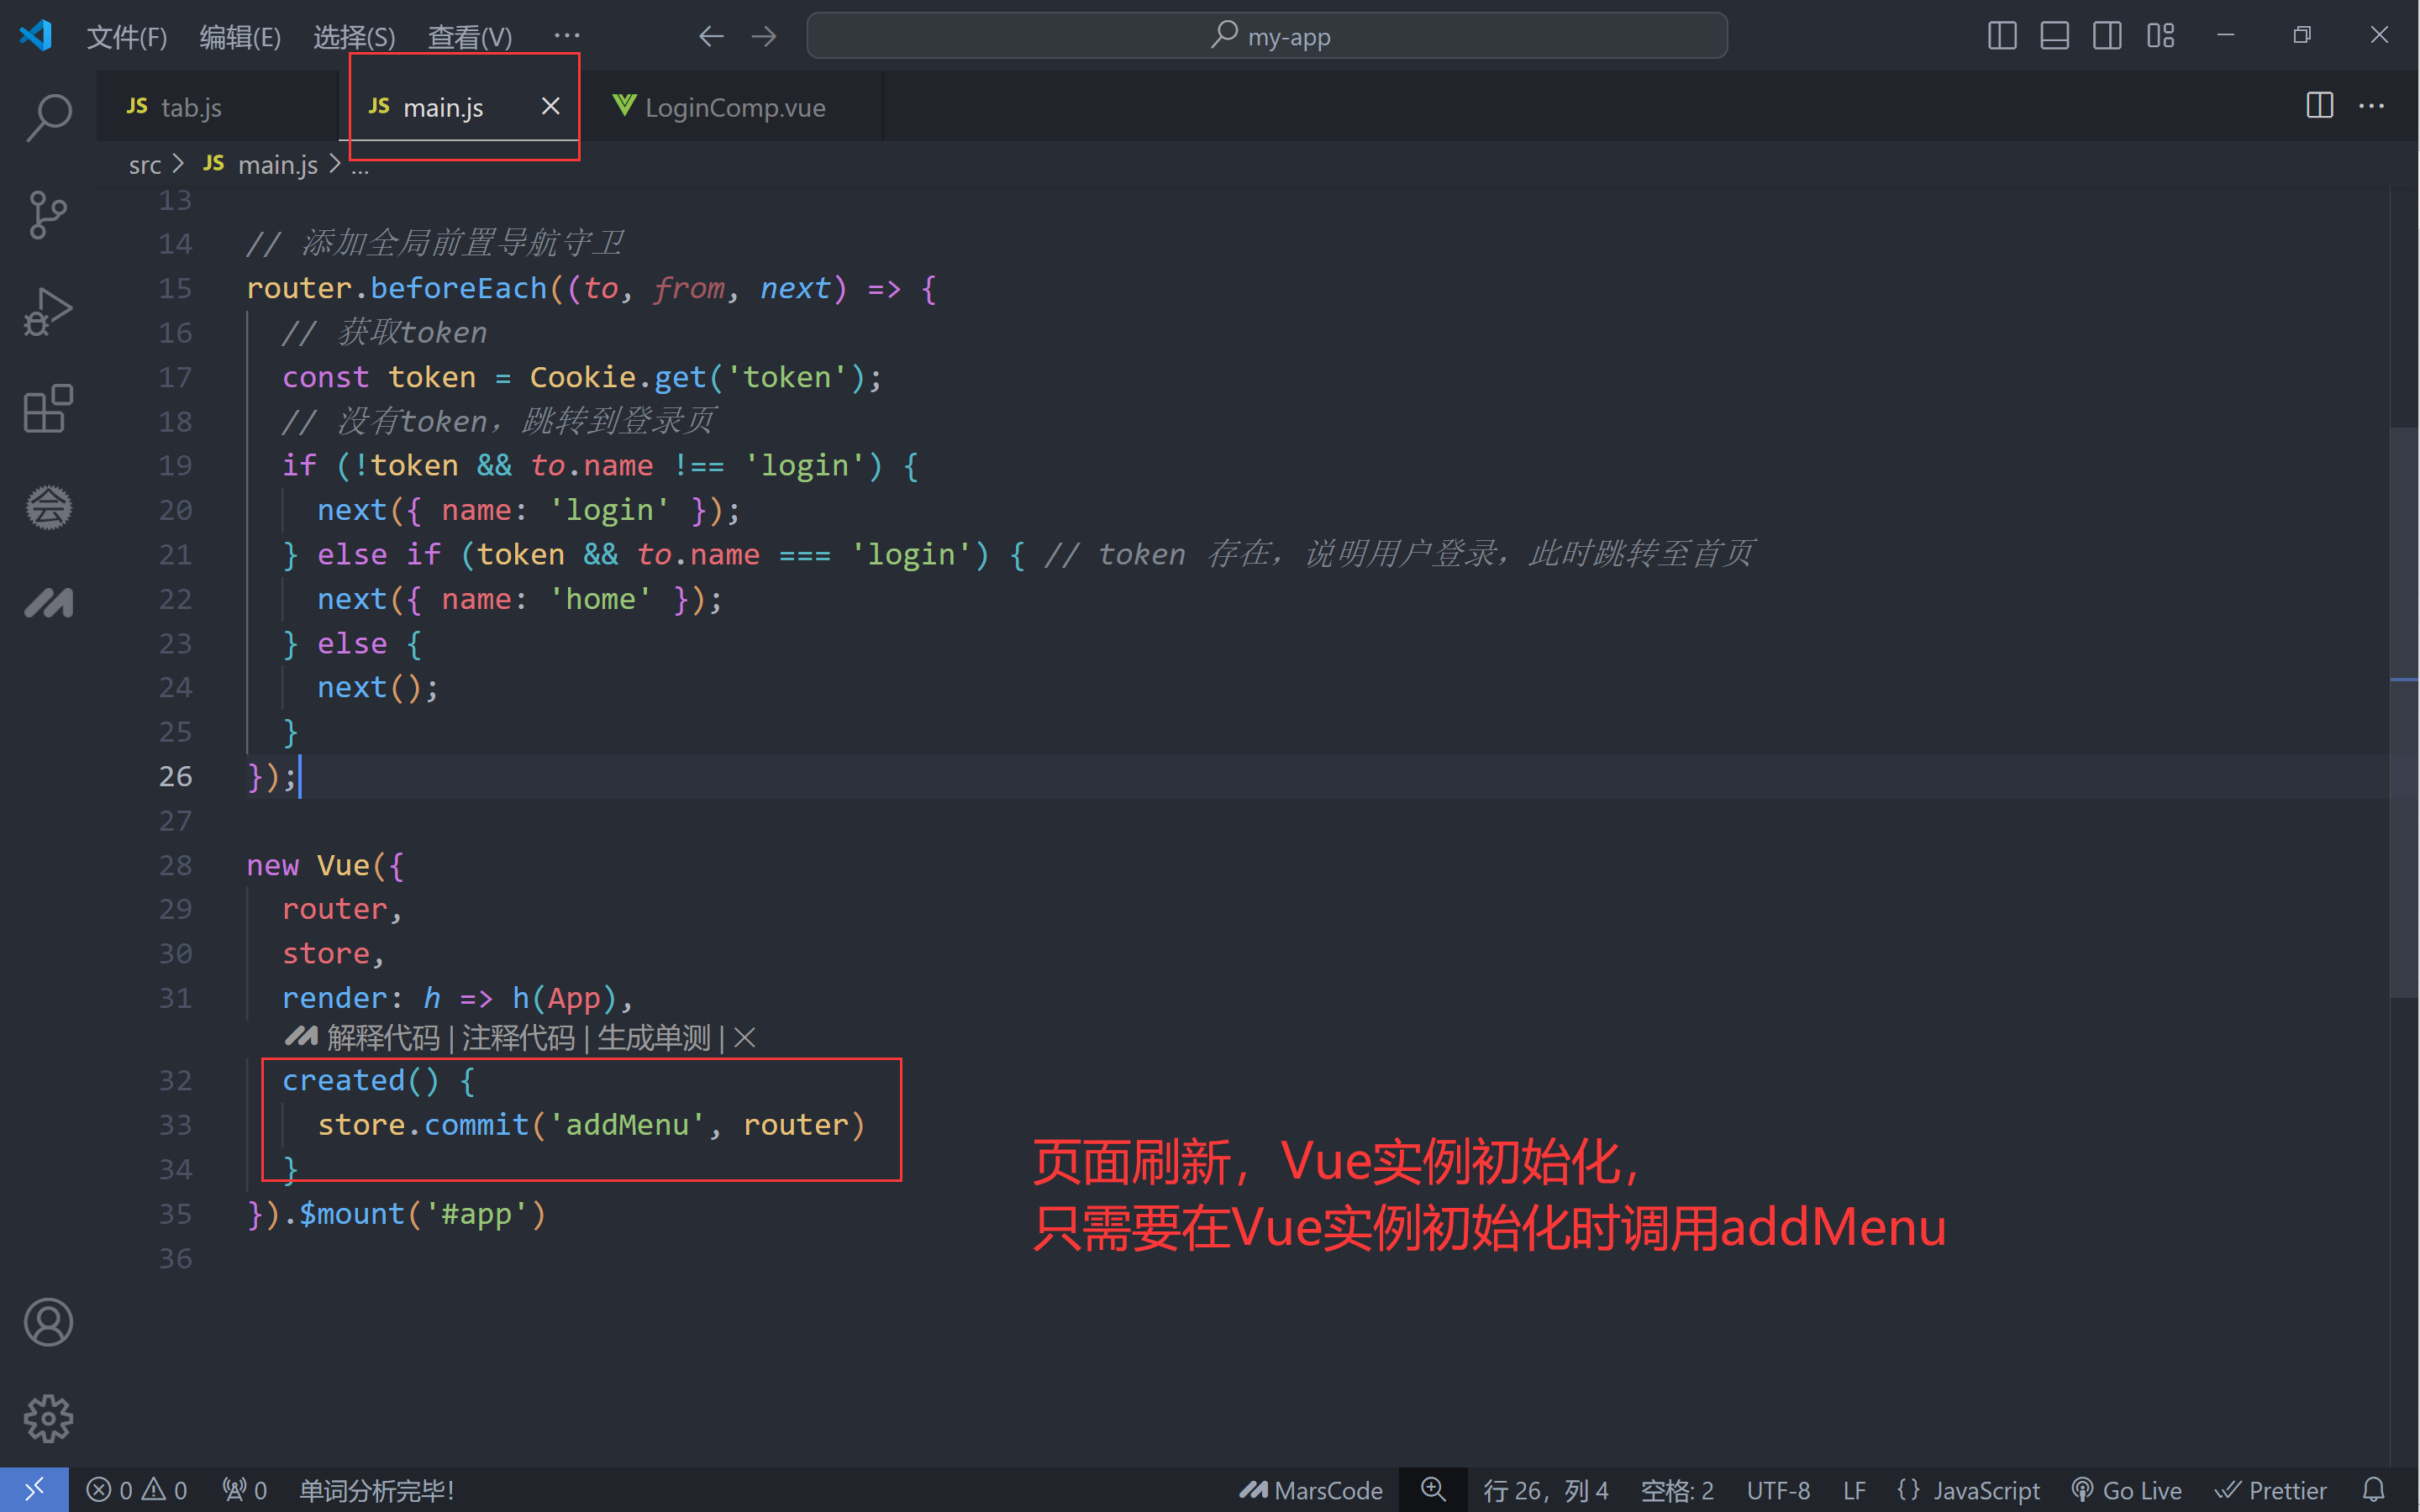 文件(F) 编辑(E) 选择(S) 查看(V) ··· my-app
JS tab.js JS main.js LoginComp.vue ···
src > JS main.js > ...
13
14 // 添加全局前置导航守卫
15 router.beforeEach((to, from, next) => {
16 // 获取token
17 const token = Cookie.get('token');
18 // 没有token，跳转到登录页
19 if (!token && to.name !== 'login') {
20 next({ name: 'login' });
21 } else if (token && to.name === 'login') { // token 存在，说明用户登录，此时跳转至首页
22 next({ name: 'home' });
23 } else {
24 next();
25 }
26 });
27
28 new Vue({
29 router,
30 store,
31 render: h => h(App),
解释代码 | 注释代码 | 生成单测 |
32 created() {
33 store.commit('addMenu', router)
34 }
35 }).$mount('#app')
36
页面刷新，Vue实例初始化，
只需要在Vue实例初始化时调用addMenu
0 0 0 单词分析完毕! MarsCode 行 26，列 4 空格: 2 UTF-8 LF {} JavaScript Go Live Prettier